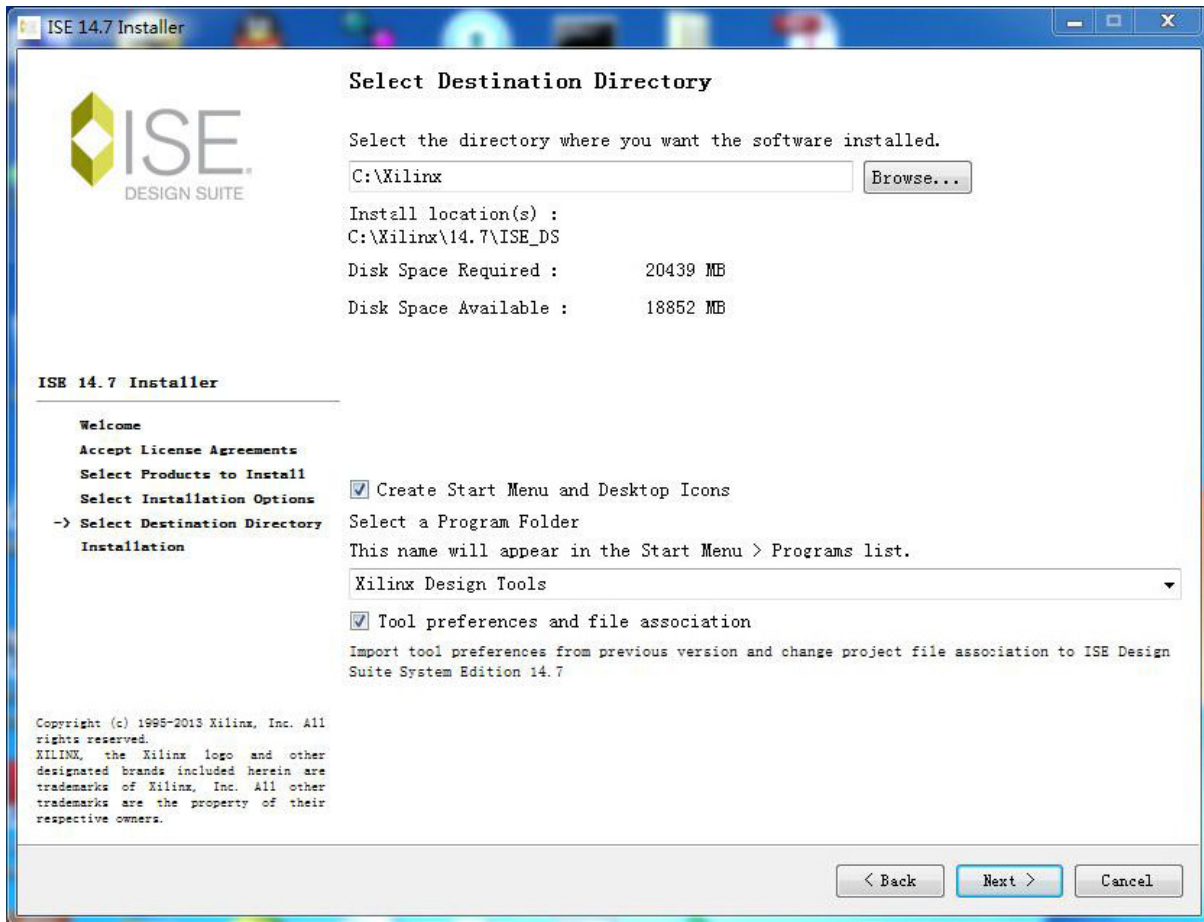 ISE 14.7 Installer
ISE
DESIGN SUITE
Select Destination Directory
Select the directory where you want the software installed.
C:\Xilinx
Browse...
Install location(s) :
C:\Xilinx\14.7\ISE_DS
Disk Space Required : 20439 MB
Disk Space Available : 18852 MB
ISE 14.7 Installer
Welcome
Accept License Agreements
Select Products to Install
Select Installation Options
-> Select Destination Directory
Installation
Create Start Menu and Desktop Icons
Select a Program Folder
This name will appear in the Start Menu > Programs list.
Xilinx Design Tools
Tool preferences and file association
Import tool preferences from previous version and change project file association to ISE Design
Suite System Edition 14.7
Copyright (c) 1995-2013 Xilinx, Inc. All
rights reserved.
XILINX, the Xilinx logo and other
designated brands included herein are
trademarks of Xilinx, Inc. All other
trademarks are the property of their
respective owners.
< Back
Next >
Cancel